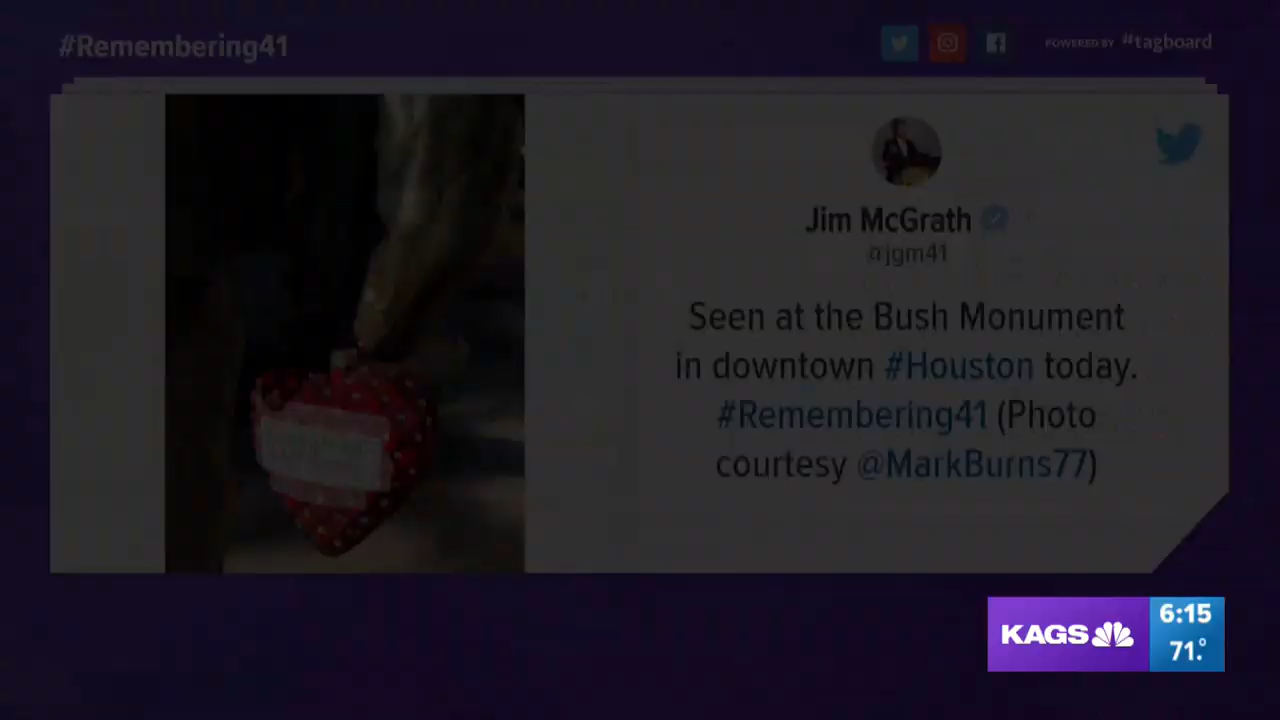 #Remembering41
POWERED BY #tagboard
Jim McGrath
@jgm41
Seen at the Bush Monument
in downtown #Houston today.
#Remembering41 (Photo
courtesy @MarkBurns77)
KAGS
6:15
71.°